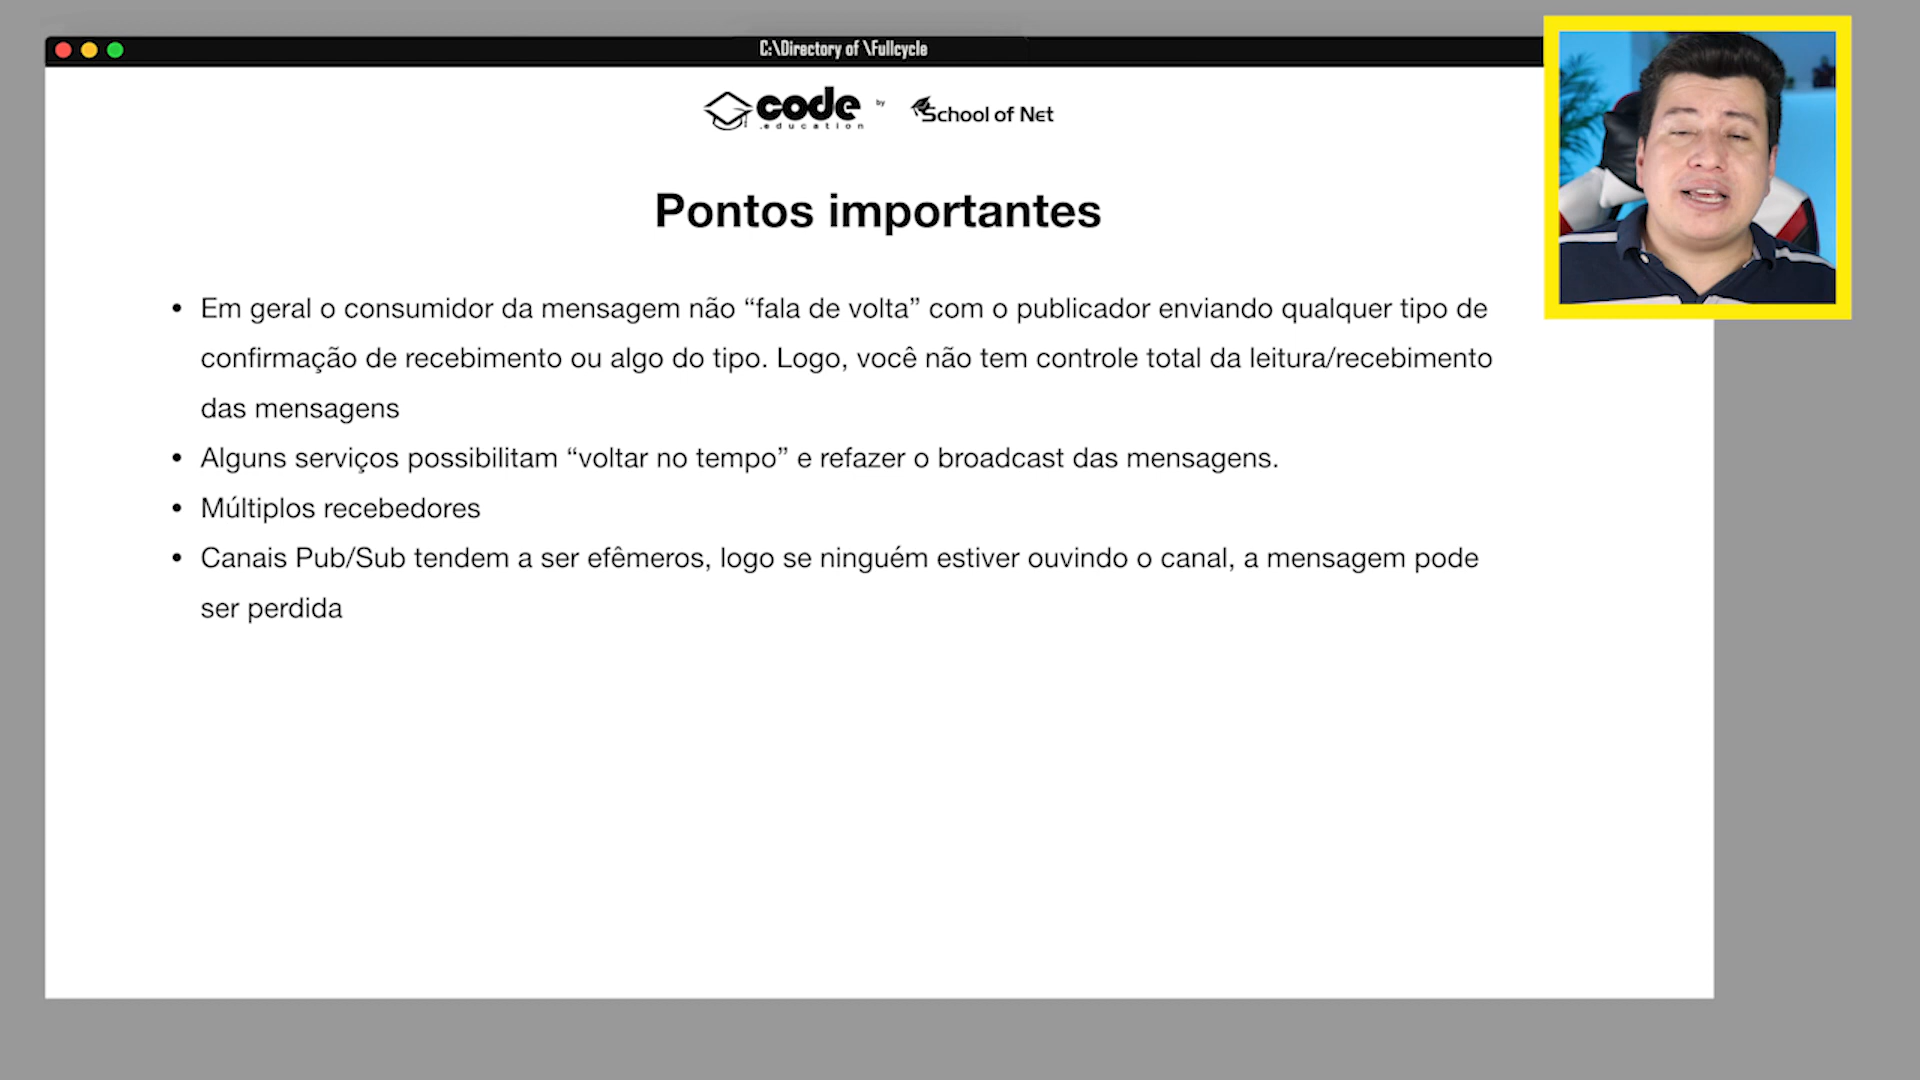 C:\Directory of \Fullcycle
code by School of Net
.education
Pontos importantes
• Em geral o consumidor da mensagem não “fala de volta” com o publicador enviando qualquer tipo de
confirmação de recebimento ou algo do tipo. Logo, você não tem controle total da leitura/recebimento
das mensagens
• Alguns serviços possibilitam “voltar no tempo” e refazer o broadcast das mensagens.
• Múltiplos recebedores
• Canais Pub/Sub tendem a ser efêmeros, logo se ninguém estiver ouvindo o canal, a mensagem pode
ser perdida